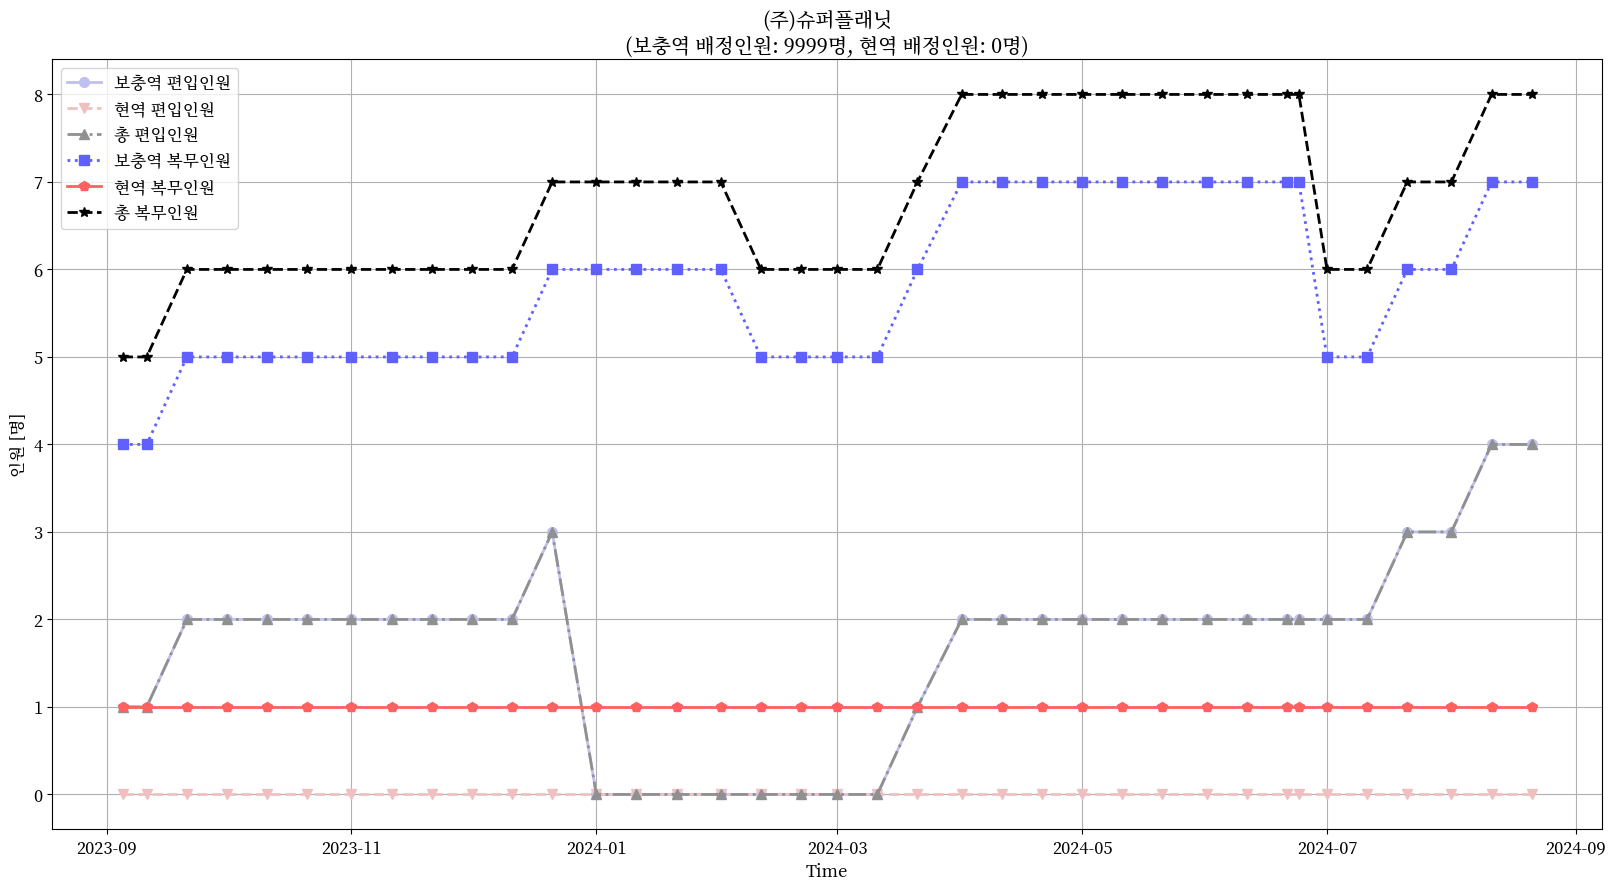 (주)슈퍼플래닛
(보충역 배정인원: 9999명, 현역 배정인원: 0명)
보충역 편입인원
현역 편입인원
총 편입인원
보충역 복무인원
현역 복무인원
총 복무인원
인원 [명]
8
7
6
5
4
3
2
1
0
2023-09
2023-11
2024-01
2024-03
2024-05
2024-07
2024-09
Time